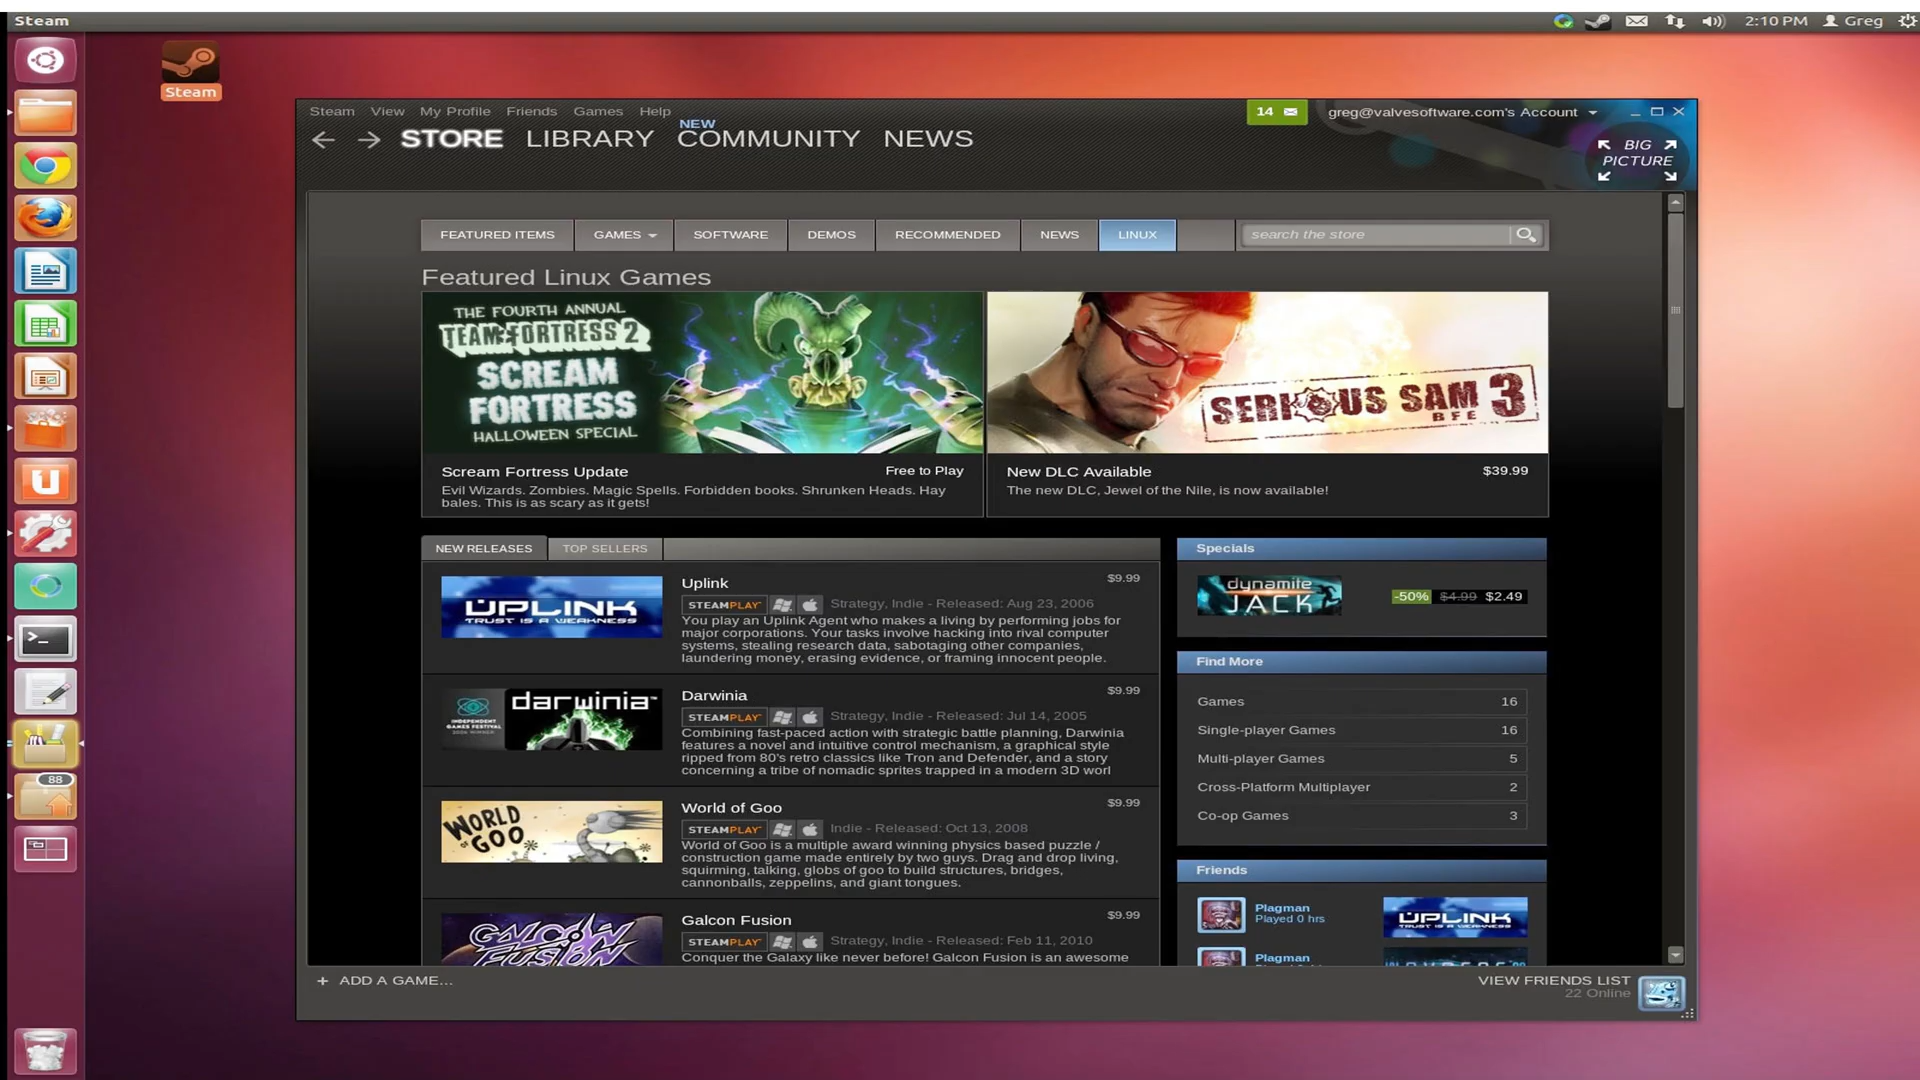 Steam
2:10 PM Greg
Steam
Steam View My Profile Friends Games Help
14
greg@valvesoftware.com's Account
STORE LIBRARY COMMUNITY NEWS
NEW
BIG
PICTURE
FEATURED ITEMS GAMES SOFTWARE DEMOS RECOMMENDED NEWS LINUX
search the store
Featured Linux Games
THE FOURTH ANNUAL
TEAM FORTRESS 2
SCREAM
FORTRESS
HALLOWEEN SPECIAL
SERIOUS SAM 3
BFE
Scream Fortress Update Free to Play
Evil Wizards. Zombies. Magic Spells. Forbidden books. Shrunken Heads. Hay
bales. This is as scary as it gets!
New DLC Available $39.99
The new DLC, Jewel of the Nile, is now available!
NEW RELEASES TOP SELLERS
UPLINK
TRUST IS A WEAKNESS
Uplink $9.99
STEAMPLAY Strategy, Indie - Released: Aug 23, 2006
You play an Uplink Agent who makes a living by performing jobs for
major corporations. Your tasks involve hacking into rival computer
systems, stealing research data, sabotaging other companies,
laundering money, erasing evidence, or framing innocent people.
INDEPENDENT
GAMES FESTIVAL
darwinia™
Darwinia $9.99
STEAMPLAY Strategy, Indie - Released: Jul 14, 2005
Combining fast-paced action with strategic battle planning, Darwinia
features a novel and intuitive control mechanism, a graphical style
ripped from 80's retro classics like Tron and Defender, and a story
concerning a tribe of nomadic sprites trapped in a modern 3D worl
WORLD
OF GOO
World of Goo $9.99
STEAMPLAY Indie - Released: Oct 13, 2008
World of Goo is a multiple award winning physics based puzzle /
construction game made entirely by two guys. Drag and drop living,
squirming, talking, globs of goo to build structures, bridges,
cannonballs, zeppelins, and giant tongues.
GALCON
FUSION
Galcon Fusion $9.99
STEAMPLAY Strategy, Indie - Released: Feb 11, 2010
Conquer the Galaxy like never before! Galcon Fusion is an awesome
Specials
dynamite
JACK
-50% $4.99 $2.49
Find More
Games 16
Single-player Games 16
Multi-player Games 5
Cross-Platform Multiplayer 2
Co-op Games 3
Friends
Plagman
Played 0 hrs
UPLINK
TRUST IS A WEAKNESS
Plagman
88
+ ADD A GAME...
VIEW FRIENDS LIST
22 Online